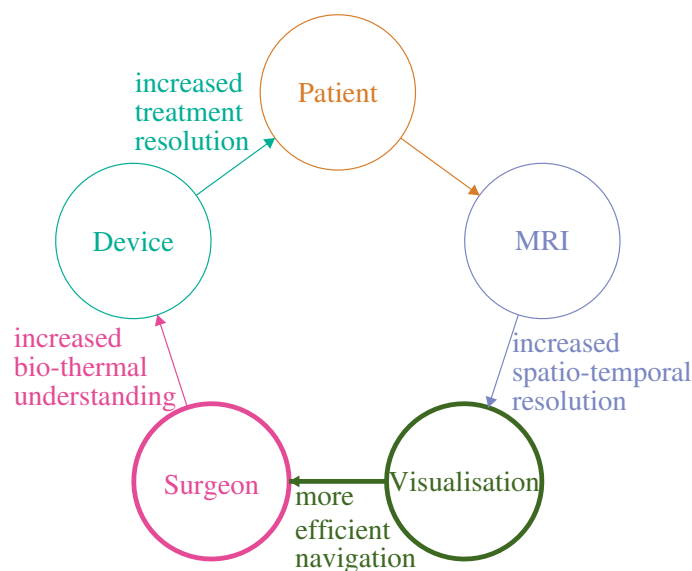 Patient
increased
treatment
resolution
Device
MRI
increased
bio-thermal
understanding
increased
spatio-temporal
resolution
Surgeon
Visualisation
more
efficient
navigation